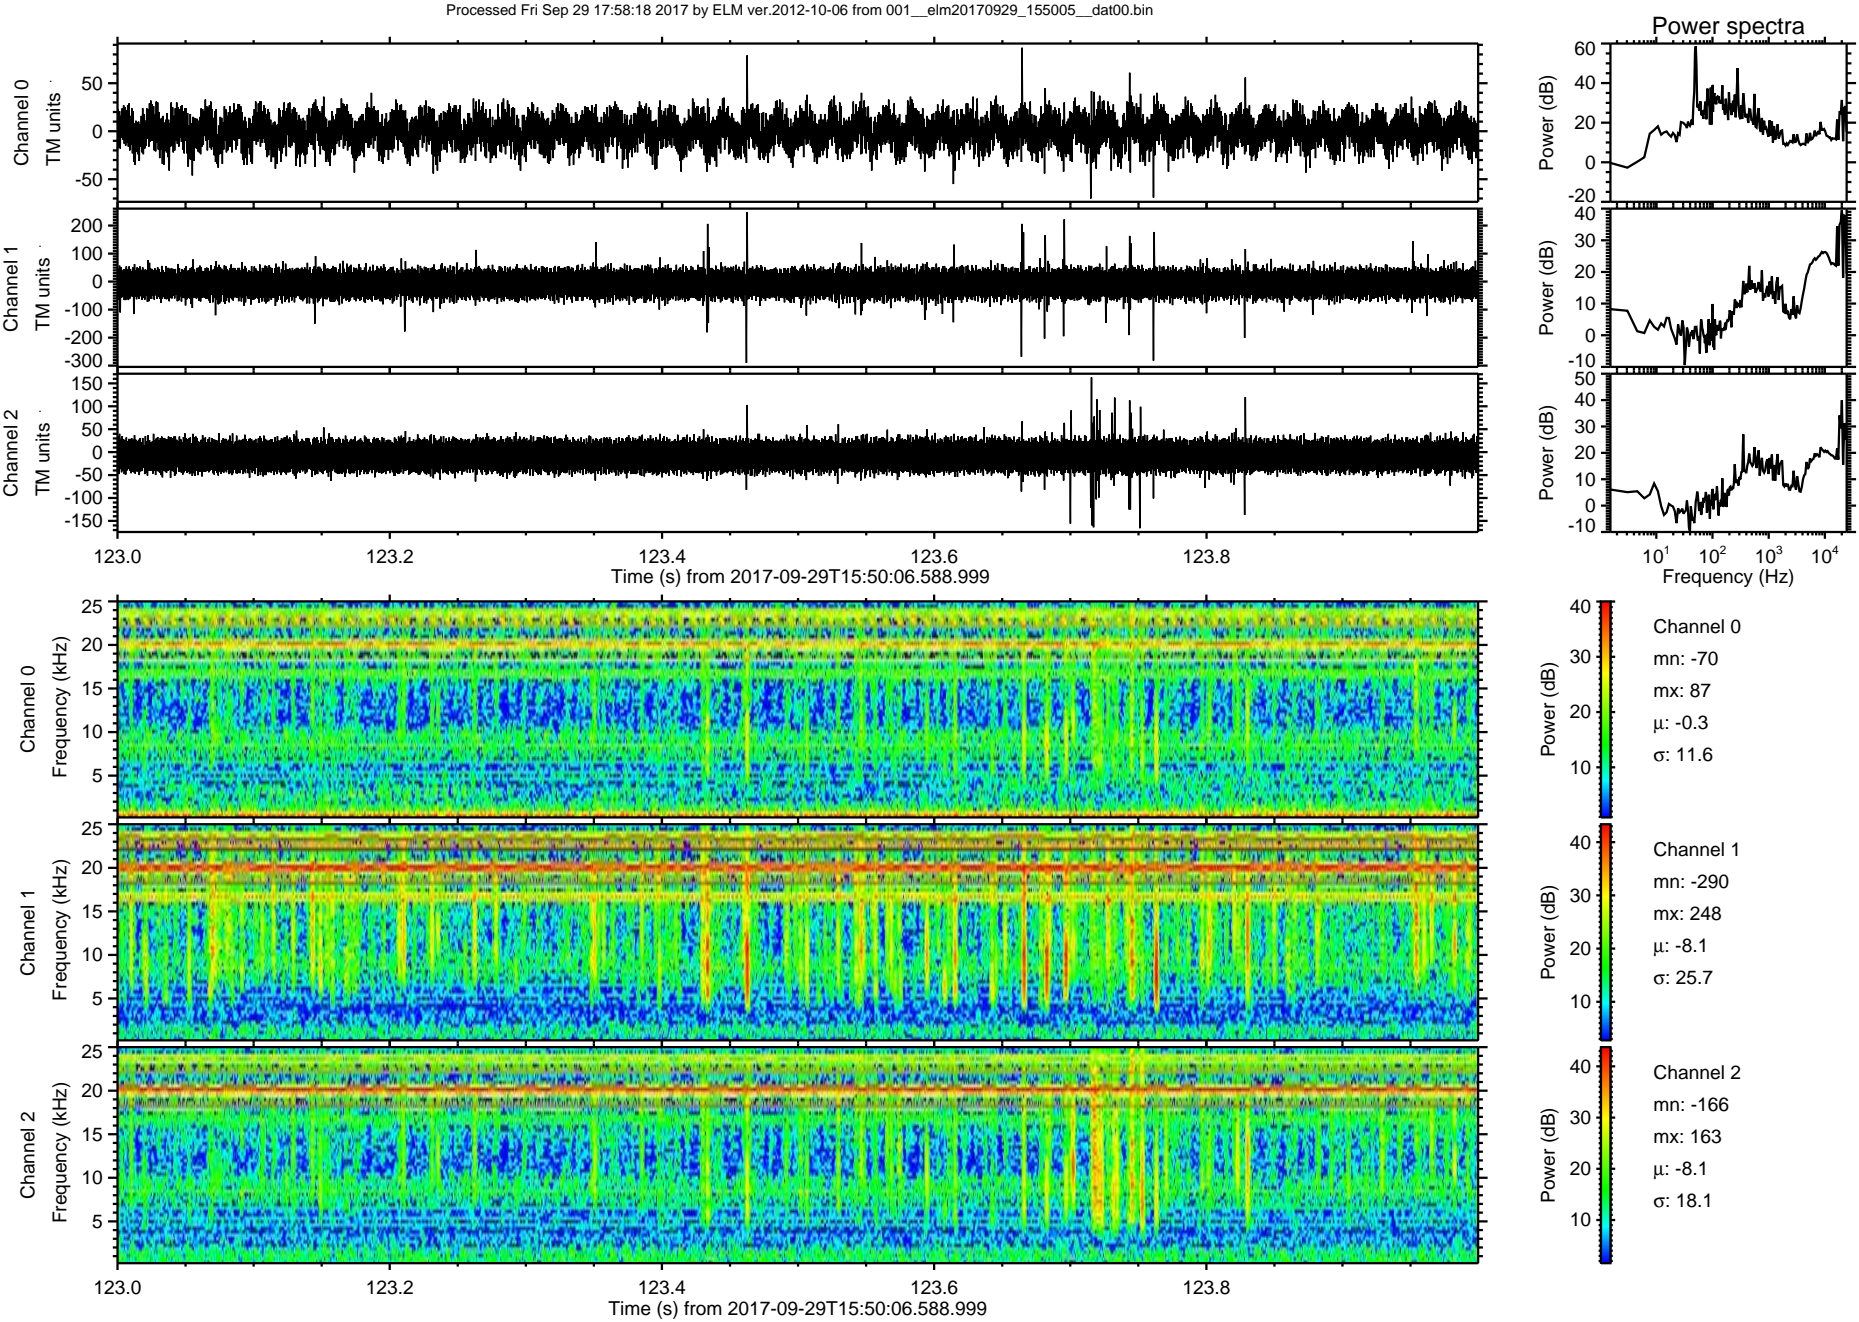 Processed Fri Sep 29 17:58:18 2017 by ELM ver.2012-10-06 from 001__elm20170929_155005__dat00.bin
Power spectra
Channel 0
TM units
50
0
-50
Power (dB)
60
40
20
0
-20
Channel 1
TM units
200
100
0
-100
-200
-300
Power (dB)
40
30
20
10
0
-10
Channel 2
TM units
150
100
50
0
-50
-100
-150
Power (dB)
50
40
30
20
10
0
-10
123.0 123.2 123.4 123.6 123.8
Time (s) from 2017-09-29T15:50:06.588.999
10¹ 10² 10³ 10⁴
Frequency (Hz)
Channel 0
Frequency (kHz)
25
20
15
10
5
Power (dB)
40
30
20
10
Channel 0
mn: -70
mx: 87
μ: -0.3
σ: 11.6
Channel 1
Frequency (kHz)
25
20
15
10
5
Power (dB)
40
30
20
10
Channel 1
mn: -290
mx: 248
μ: -8.1
σ: 25.7
Channel 2
Frequency (kHz)
25
20
15
10
5
Power (dB)
40
30
20
10
Channel 2
mn: -166
mx: 163
μ: -8.1
σ: 18.1
123.0 123.2 123.4 123.6 123.8
Time (s) from 2017-09-29T15:50:06.588.999